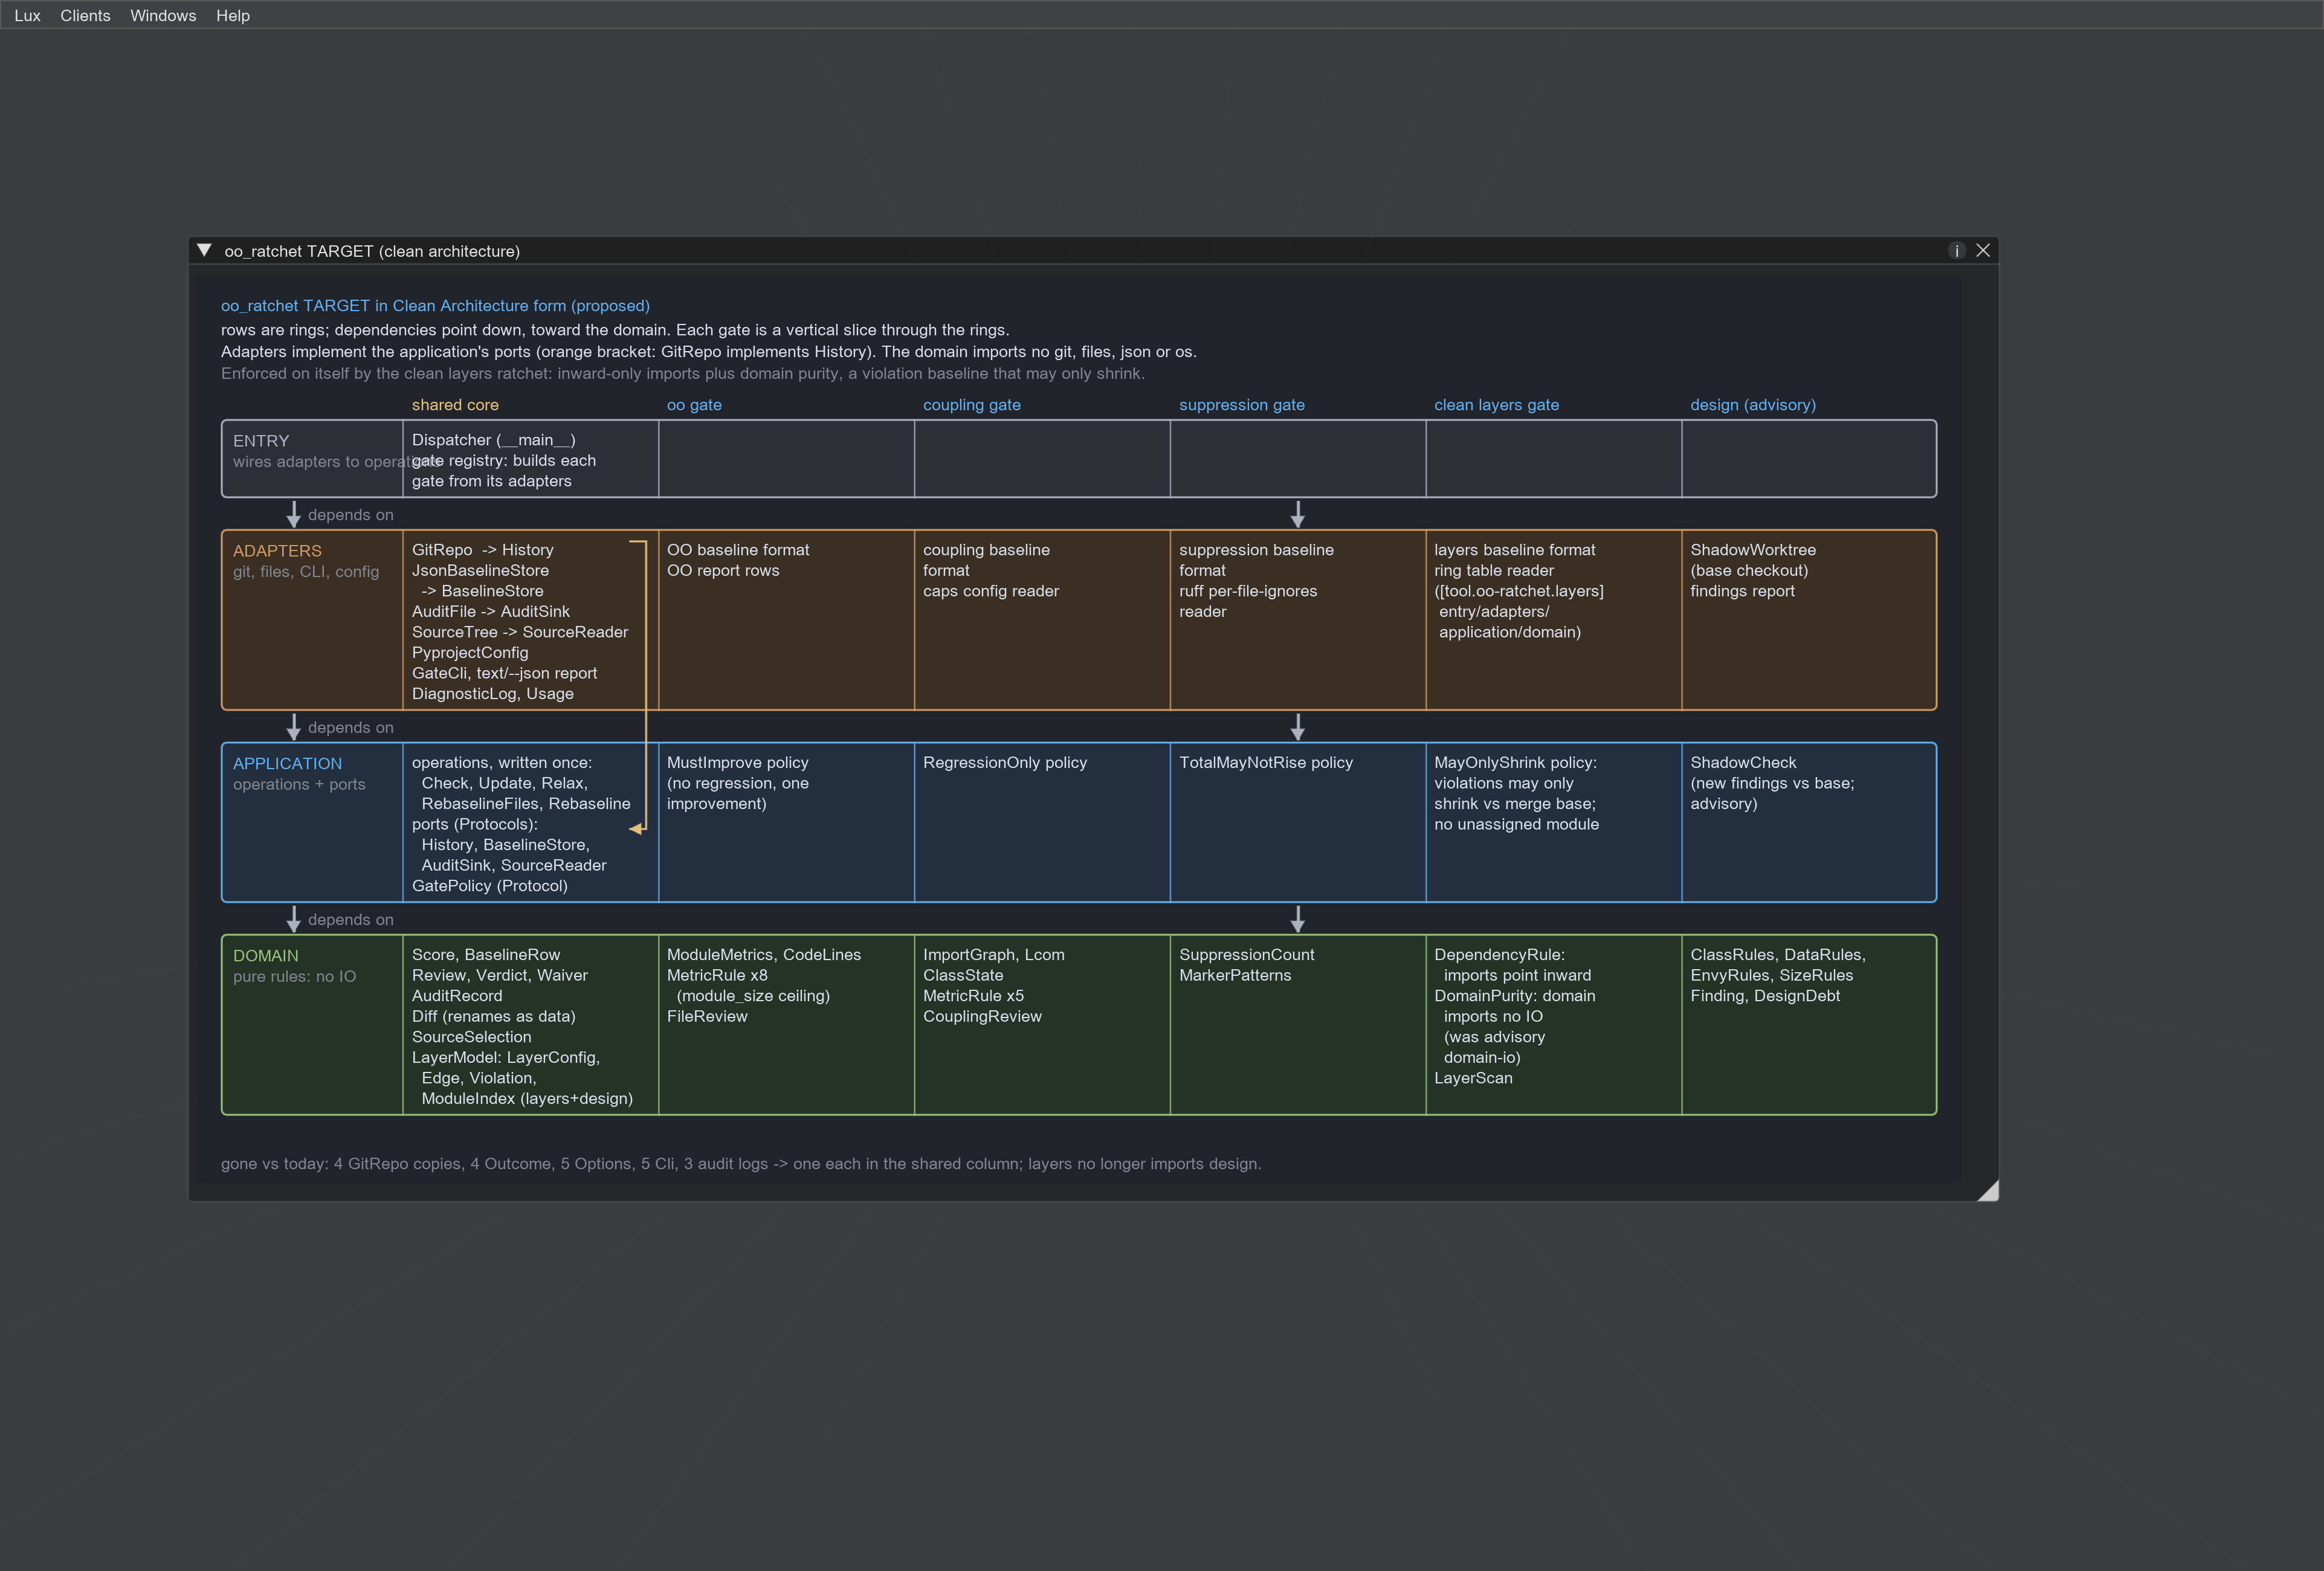 Lux Clients Windows Help
oo_ratchet TARGET (clean architecture)
oo_ratchet TARGET in Clean Architecture form (proposed)
rows are rings; dependencies point down, toward the domain. Each gate is a vertical slice through the rings.
Adapters implement the application's ports (orange bracket: GitRepo implements History). The domain imports no git, files, json or os.
Enforced on itself by the clean layers ratchet: inward-only imports plus domain purity, a violation baseline that may only shrink.
shared core
oo gate
coupling gate
suppression gate
clean layers gate
design (advisory)
ENTRY
wires adapters to operations
Dispatcher (__main__)
gate registry: builds each
gate from its adapters
depends on
ADAPTERS
git, files, CLI, config
GitRepo  -> History
JsonBaselineStore
-> BaselineStore
AuditFile -> AuditSink
SourceTree -> SourceReader
PyprojectConfig
GateCli, text/--json report
DiagnosticLog, Usage
OO baseline format
OO report rows
coupling baseline
format
caps config reader
suppression baseline
format
ruff per-file-ignores
reader
layers baseline format
ring table reader
([tool.oo-ratchet.layers]
entry/adapters/
application/domain)
ShadowWorktree
(base checkout)
findings report
depends on
APPLICATION
operations + ports
operations, written once:
Check, Update, Relax,
RebaselineFiles, Rebaseline
ports (Protocols):
History, BaselineStore,
AuditSink, SourceReader
GatePolicy (Protocol)
MustImprove policy
(no regression, one
improvement)
RegressionOnly policy
TotalMayNotRise policy
MayOnlyShrink policy:
violations may only
shrink vs merge base;
no unassigned module
ShadowCheck
(new findings vs base;
advisory)
depends on
DOMAIN
pure rules: no IO
Score, BaselineRow
Review, Verdict, Waiver
AuditRecord
Diff (renames as data)
SourceSelection
LayerModel: LayerConfig,
Edge, Violation,
ModuleIndex (layers+design)
ModuleMetrics, CodeLines
MetricRule x8
(module_size ceiling)
FileReview
ImportGraph, Lcom
ClassState
MetricRule x5
CouplingReview
SuppressionCount
MarkerPatterns
DependencyRule:
imports point inward
DomainPurity: domain
imports no IO
(was advisory
domain-io)
LayerScan
ClassRules, DataRules,
EnvyRules, SizeRules
Finding, DesignDebt
gone vs today: 4 GitRepo copies, 4 Outcome, 5 Options, 5 Cli, 3 audit logs -> one each in the shared column; layers no longer imports design.